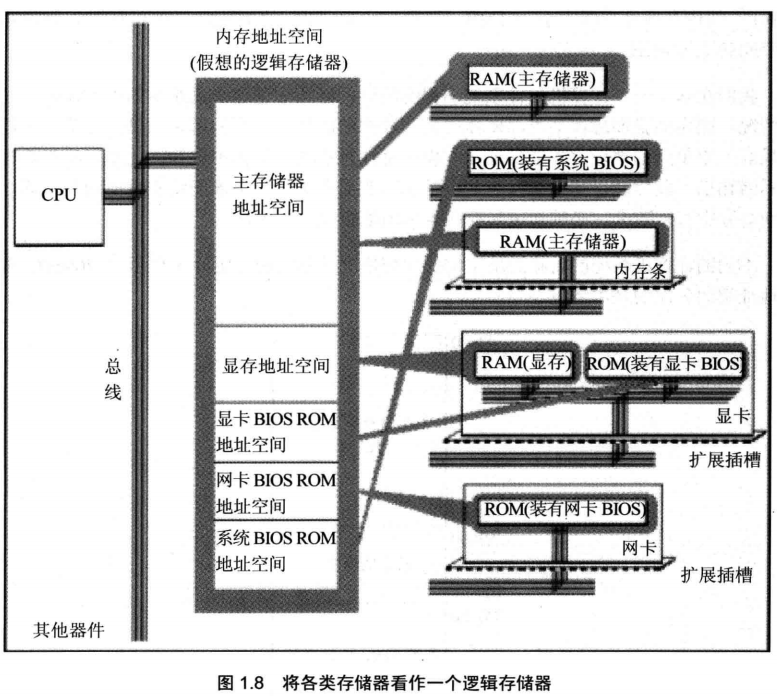 内存地址空间
(假想的逻辑存储器)
CPU
总
线
其他器件
主存储器
地址空间
显存地址空间
显卡 BIOS ROM
地址空间
网卡 BIOS ROM
地址空间
系统 BIOS ROM
地址空间
RAM(主存储器)
ROM(装有系统 BIOS)
RAM(主存储器)
内存条
RAM(显存)
ROM(装有显卡 BIOS)
显卡
扩展插槽
ROM(装有网卡 BIOS)
网卡
扩展插槽
图 1.8 将各类存储器看作一个逻辑存储器